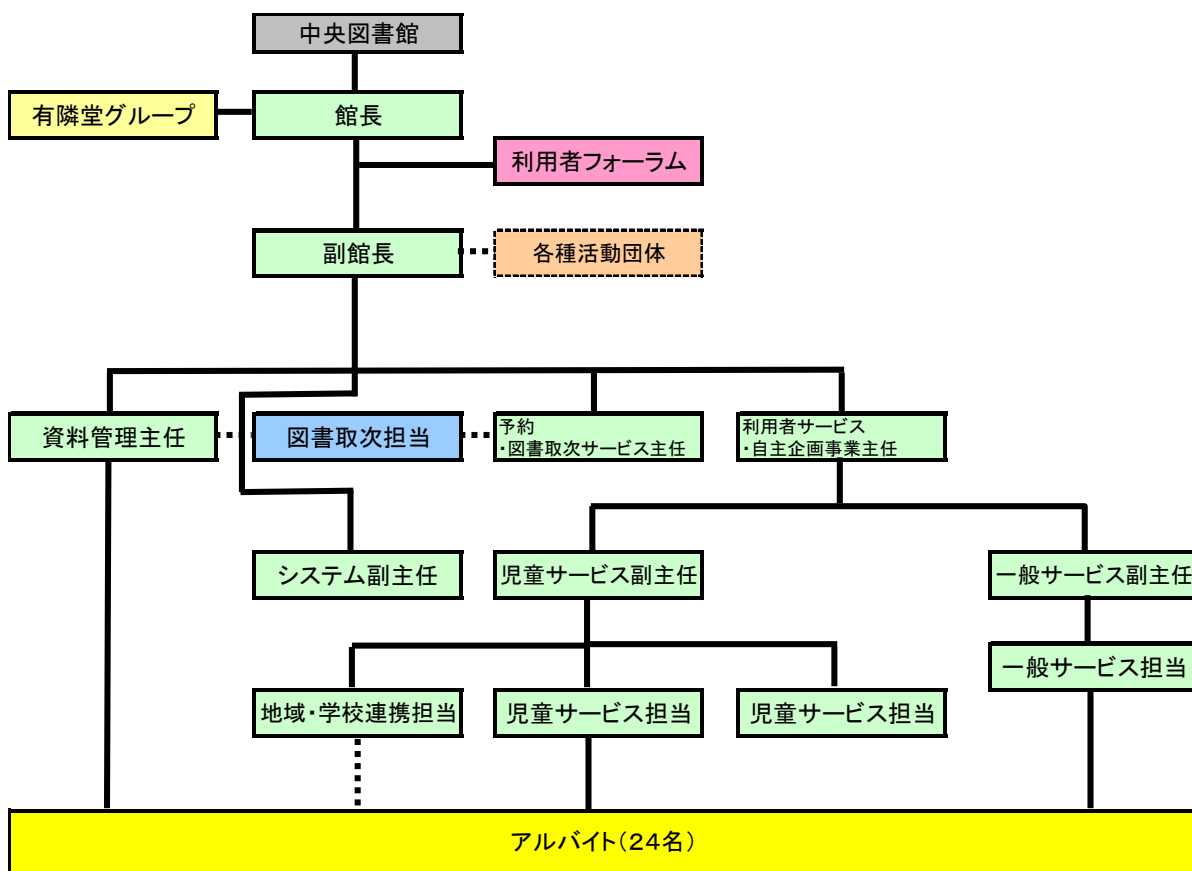 中央図書館
有隣堂グループ
館長
利用者フォーラム
副館長
各種活動団体
資料管理主任
図書取次担当
予約
・図書取次サービス主任
利用者サービス
・自主企画事業主任
システム副主任
児童サービス副主任
一般サービス副主任
一般サービス担当
地域・学校連携担当
児童サービス担当
児童サービス担当
アルバイト（２４名）